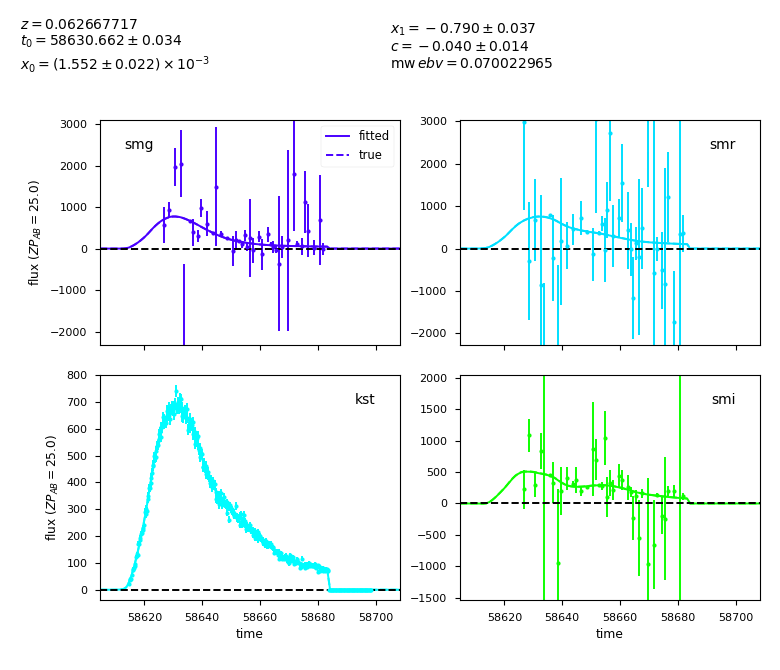 z = 0.062667717
t₀ = 58630.662 ± 0.034
x₀ = (1.552 ± 0.022) × 10⁻³
x₁ = −0.790 ± 0.037
c = −0.040 ± 0.014
mw ebv = 0.070022965
smg
fitted
true
3000
2000
1000
0
−1000
−2000
flux (ZP_AB = 25.0)
smr
3000
2000
1000
0
−1000
−2000
kst
800
700
600
500
400
300
200
100
0
flux (ZP_AB = 25.0)
58620 58640 58660 58680 58700
time
smi
2000
1500
1000
500
0
−500
−1000
−1500
58620 58640 58660 58680 58700
time